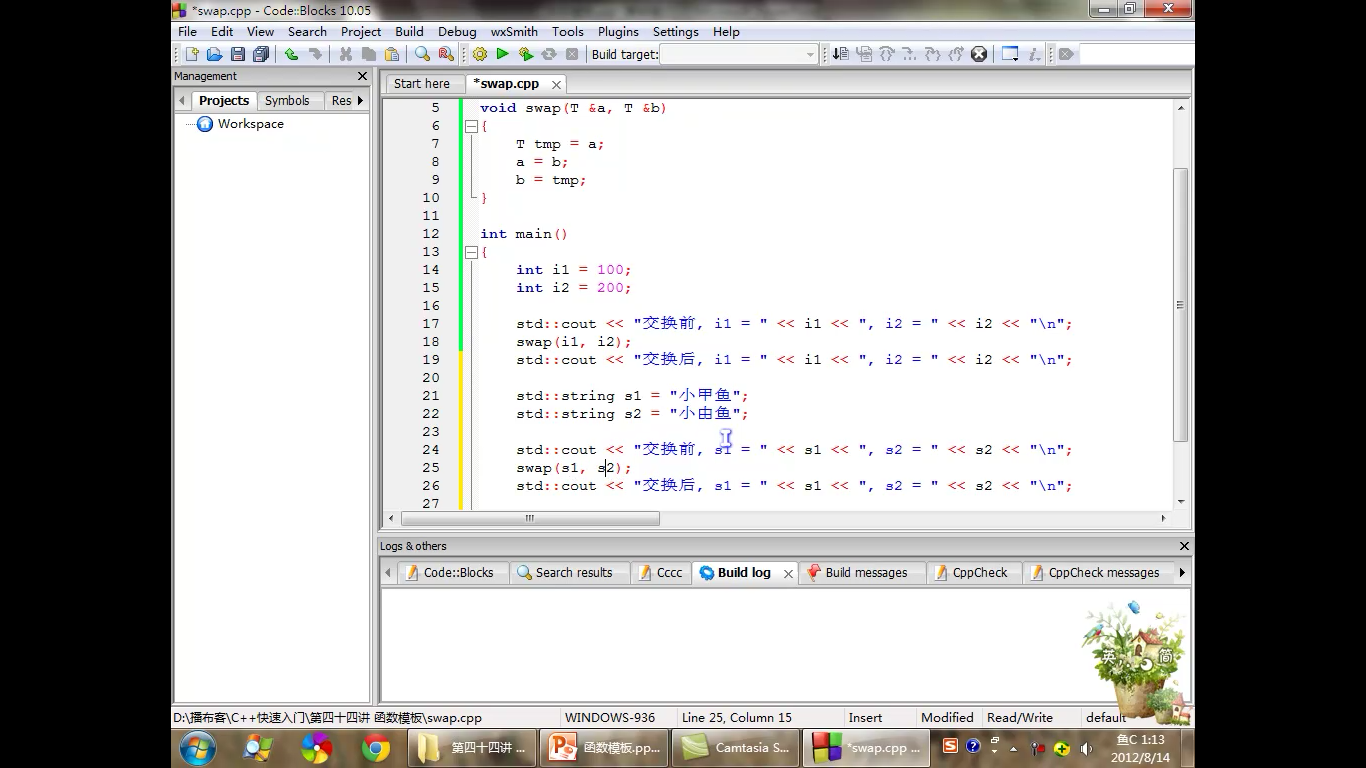 *swap.cpp - Code::Blocks 10.05
File Edit View Search Project Build Debug wxSmith Tools Plugins Settings Help
Build target:
Management
Start here *swap.cpp
Projects Symbols Res
Workspace
5 void swap(T &a, T &b)
6 {
7 T tmp = a;
8 a = b;
9 b = tmp;
10 }
11
12 int main()
13 {
14 int i1 = 100;
15 int i2 = 200;
16
17 std::cout << "交换前, i1 = " << i1 << ", i2 = " << i2 << "\n";
18 swap(i1, i2);
19 std::cout << "交换后, i1 = " << i1 << ", i2 = " << i2 << "\n";
20
21 std::string s1 = "小甲鱼";
22 std::string s2 = "小由鱼";
23
24 std::cout << "交换前, s1 = " << s1 << ", s2 = " << s2 << "\n";
25 swap(s1, s2);
26 std::cout << "交换后, s1 = " << s1 << ", s2 = " << s2 << "\n";
27
Logs & others
Code::Blocks Search results Cccc Build log Build messages CppCheck CppCheck messages
英 简
D:\播布客\C++快速入门\第四十四讲 函数模板\swap.cpp WINDOWS-936 Line 25, Column 15 Insert Modified Read/Write default
第四十四讲 ... 函数模板.pp... Camtasia S... *swap.cpp ... 鱼C 1:13
2012/8/14